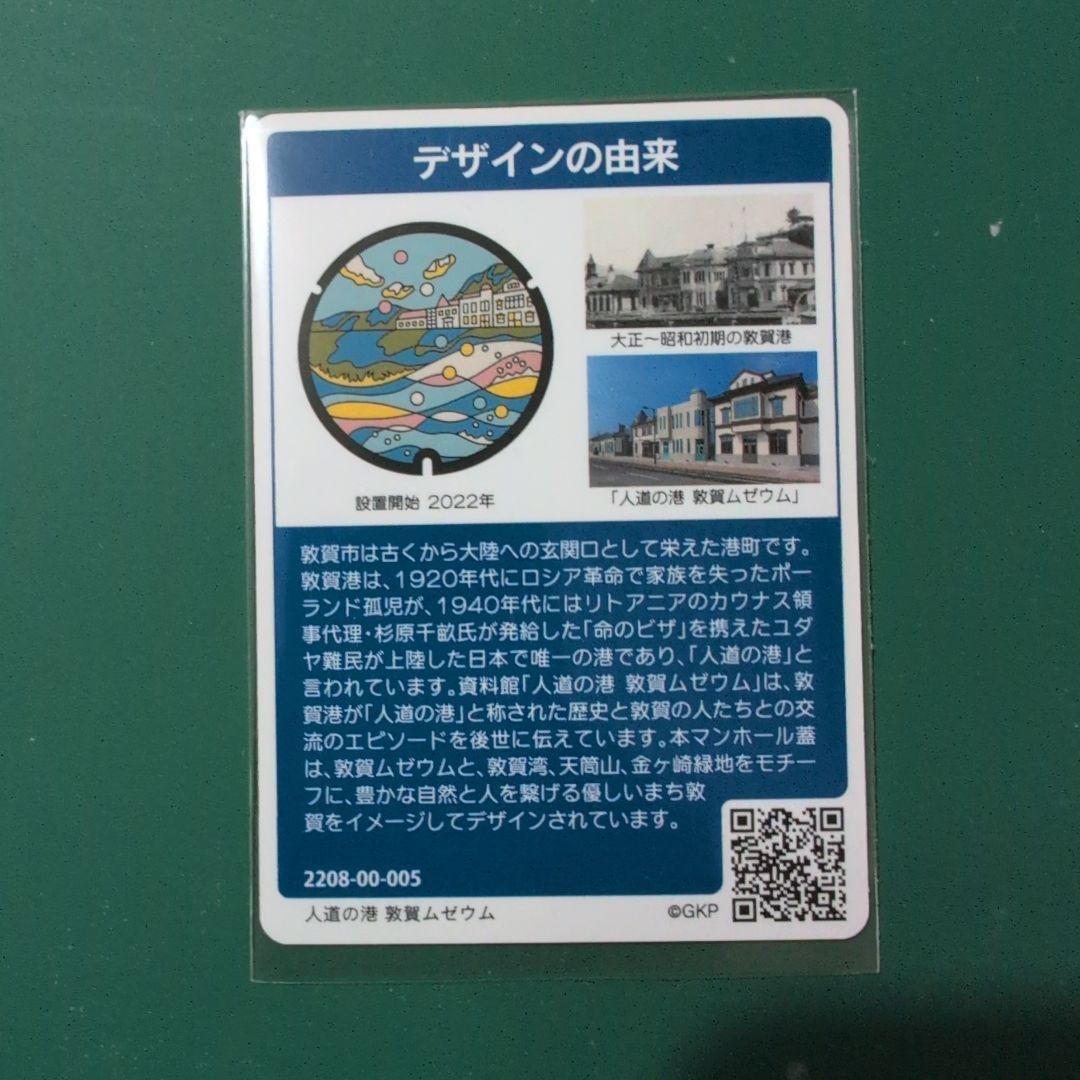 デザインの由来
大正〜昭和初期の敦賀港
設置開始 2022年
「人道の港 敦賀ムゼウム」
敦賀市は古くから大陸への玄関口として栄えた港町です。
敦賀港は、1920年代にロシア革命で家族を失ったポー
ランド孤児が、1940年代にはリトアニアのカウナス領
事代理・杉原千畝氏が発給した「命のビザ」を携えたユダ
ヤ難民が上陸した日本で唯一の港であり、「人道の港」と
言われています。資料館「人道の港 敦賀ムゼウム」は、敦
賀港が「人道の港」と称された歴史と敦賀の人たちとの交
流のエピソードを後世に伝えています。本マンホール蓋
は、敦賀ムゼウムと、敦賀湾、天筒山、金ヶ崎緑地をモチー
フに、豊かな自然と人を繋げる優しいまち敦
賀をイメージしてデザインされています。
2208-00-005
人道の港 敦賀ムゼウム
©GKP